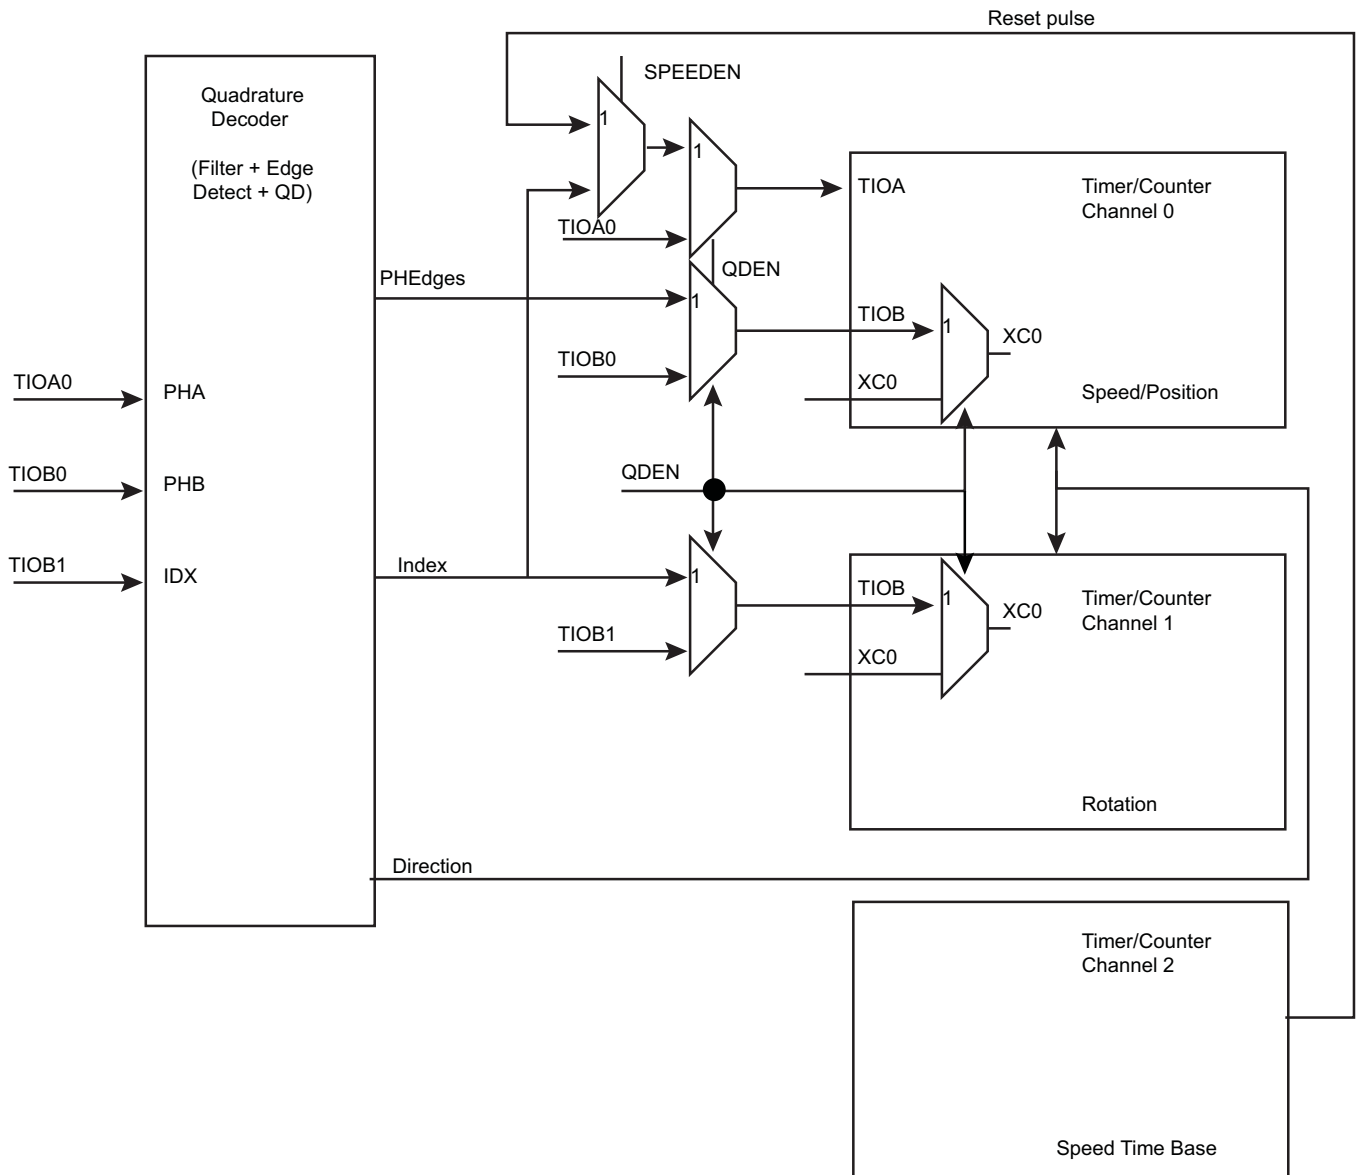 Reset pulse
SPEEDEN
Quadrature
Decoder
(Filter + Edge
Detect + QD)
1
1
TIOA
Timer/Counter
Channel 0
TIOA0
QDEN
PHEdges
1
TIOB
1
XC0
TIOB0
XC0
Speed/Position
TIOA0
PHA
TIOB0
PHB
QDEN
TIOB1
IDX
Index
1
TIOB
1
XC0
Timer/Counter
Channel 1
TIOB1
XC0
Rotation
Direction
Timer/Counter
Channel 2
Speed Time Base